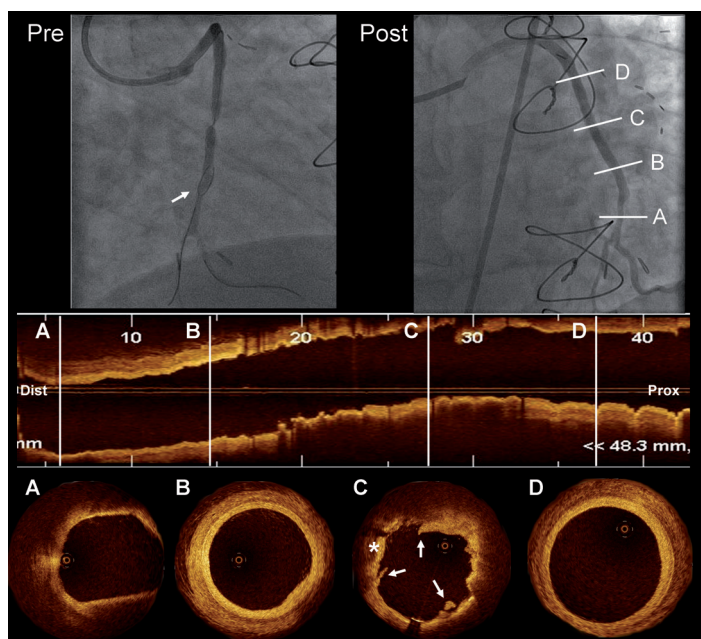 Pre
Post
D
C
B
A
A 10 B 20 C 30 D 40
Dist Prox
mm << 48.3 mm,
A B C D
*